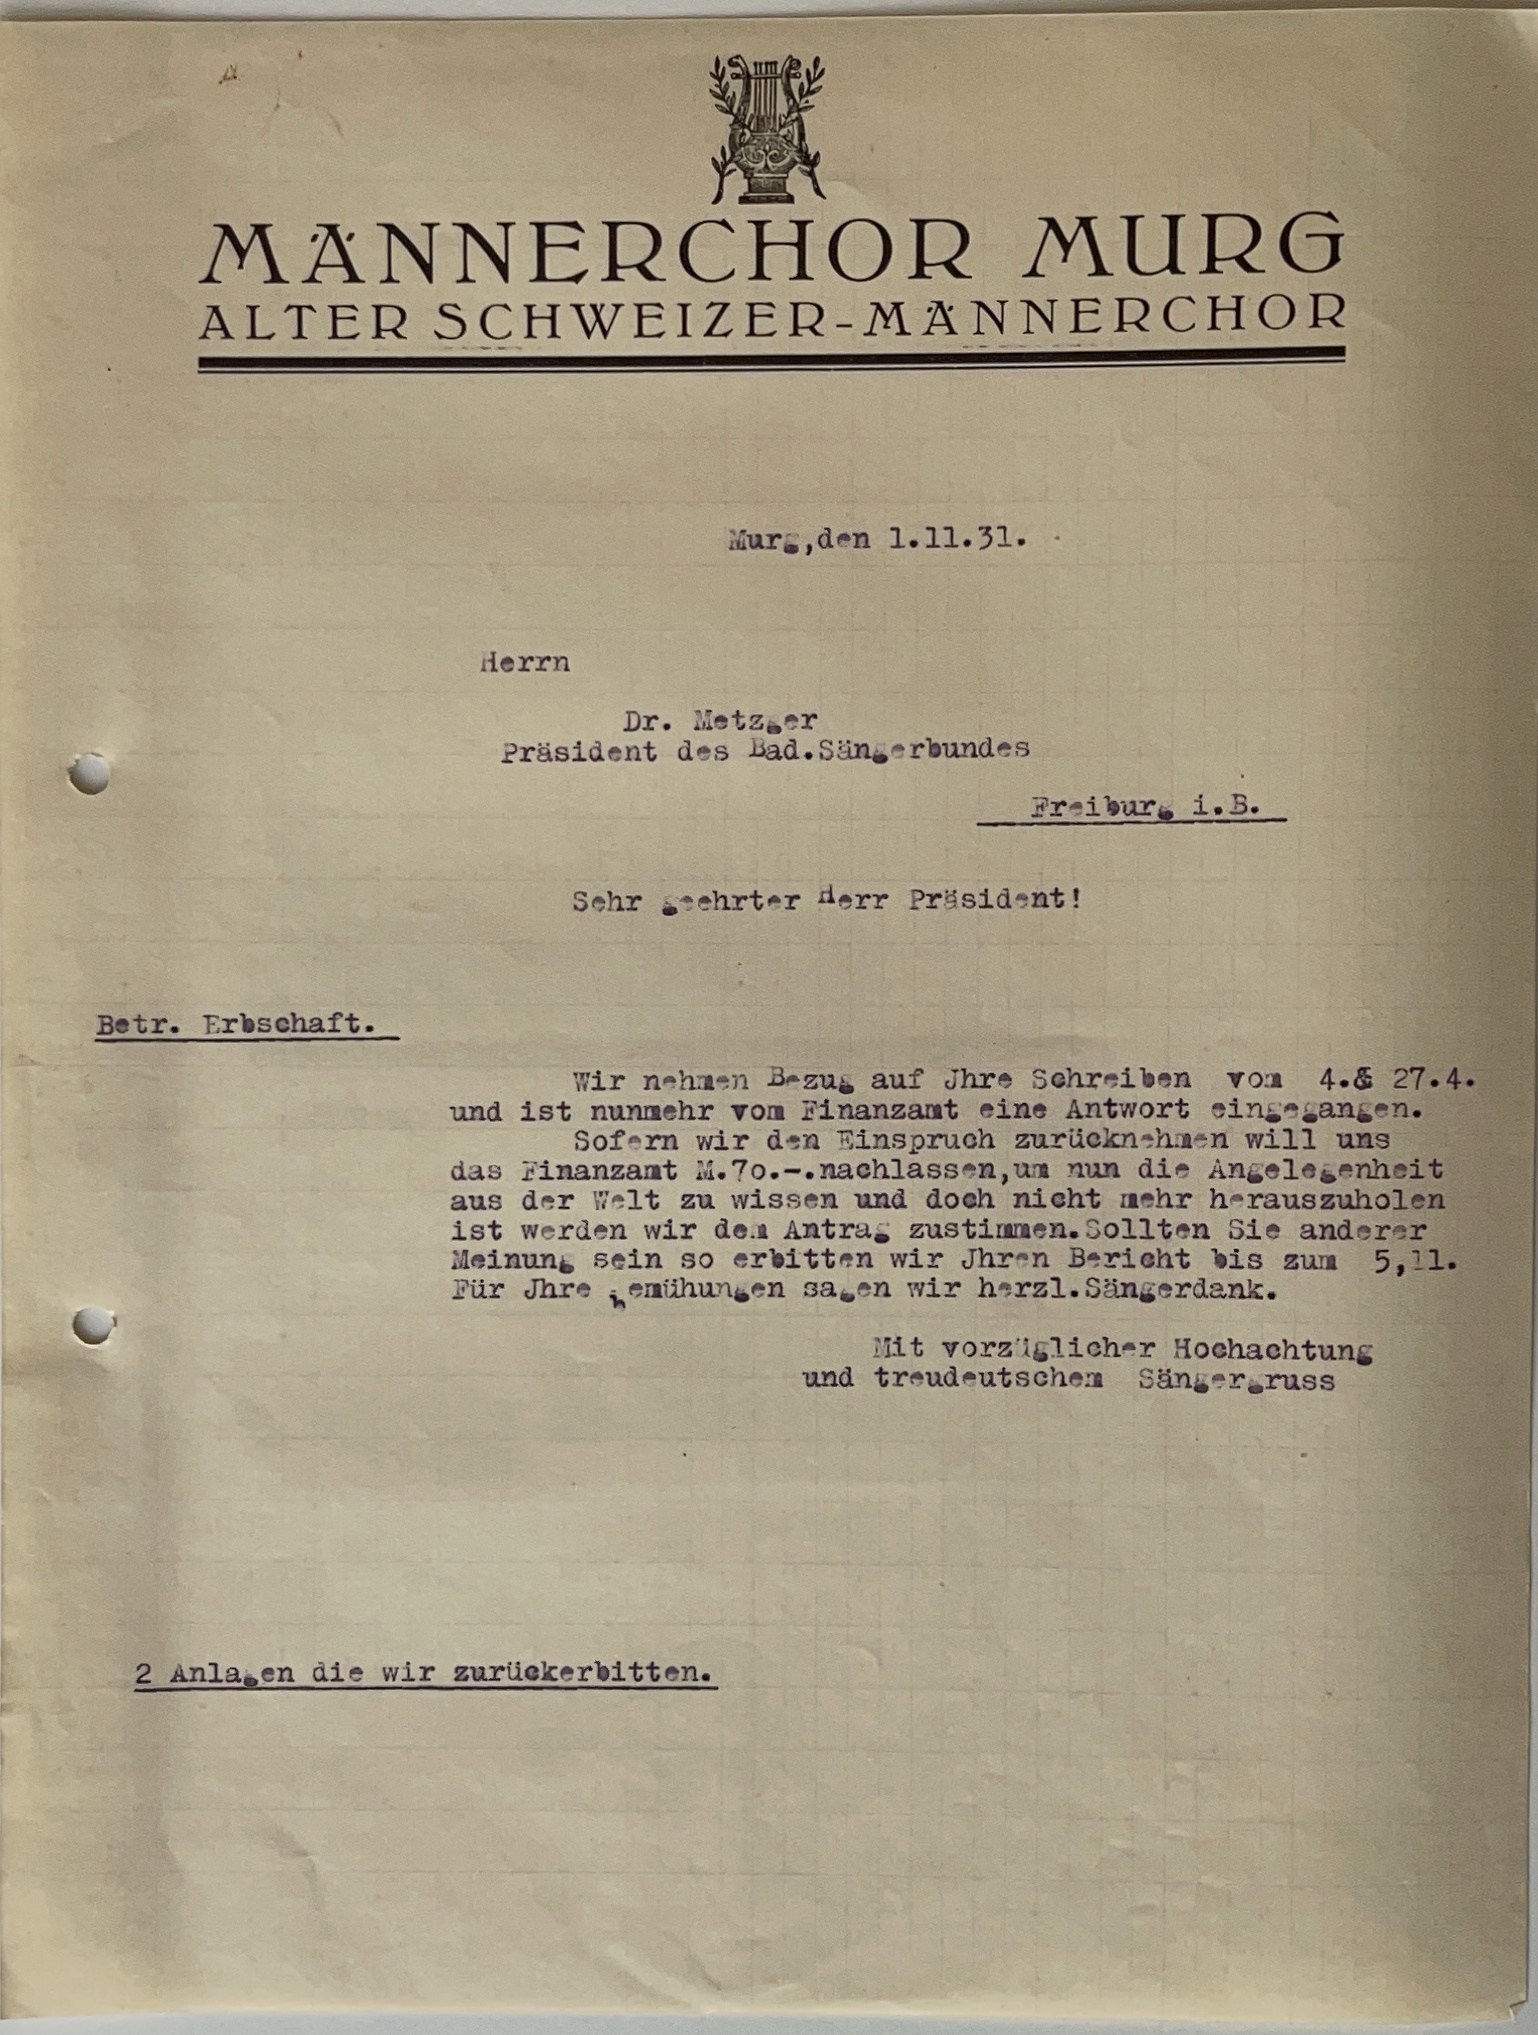 MÄNNERCHOR MURG
ALTER SCHWEIZER-MÄNNERCHOR
Murg,den 1.11.31.
Herrn
Dr. Metzger
Präsident des Bad.Sängerbundes
Freiburg i.B.
Sehr geehrter Herr Präsident!
Betr. Erbschaft.
Wir nehmen Bezug auf Jhre Schreiben vom 4.& 27.4.
und ist nunmehr vom Finanzamt eine Antwort eingegangen.
Sofern wir den Einspruch zurücknehmen will uns
das Finanzamt M.7o.-.nachlassen,um nun die Angelegenheit
aus der Welt zu wissen und doch nicht mehr herauszuholen
ist werden wir dem Antrag zustimmen.Sollten Sie anderer
Meinung sein so erbitten wir Jhren Bericht bis zum 5,11.
Für Jhre emühungen sagen wir herzl.Sängerdank.
Mit vorzüglicher Hochachtung
und treudeutschem Sängergruss
2 Anlagen die wir zurückerbitten.